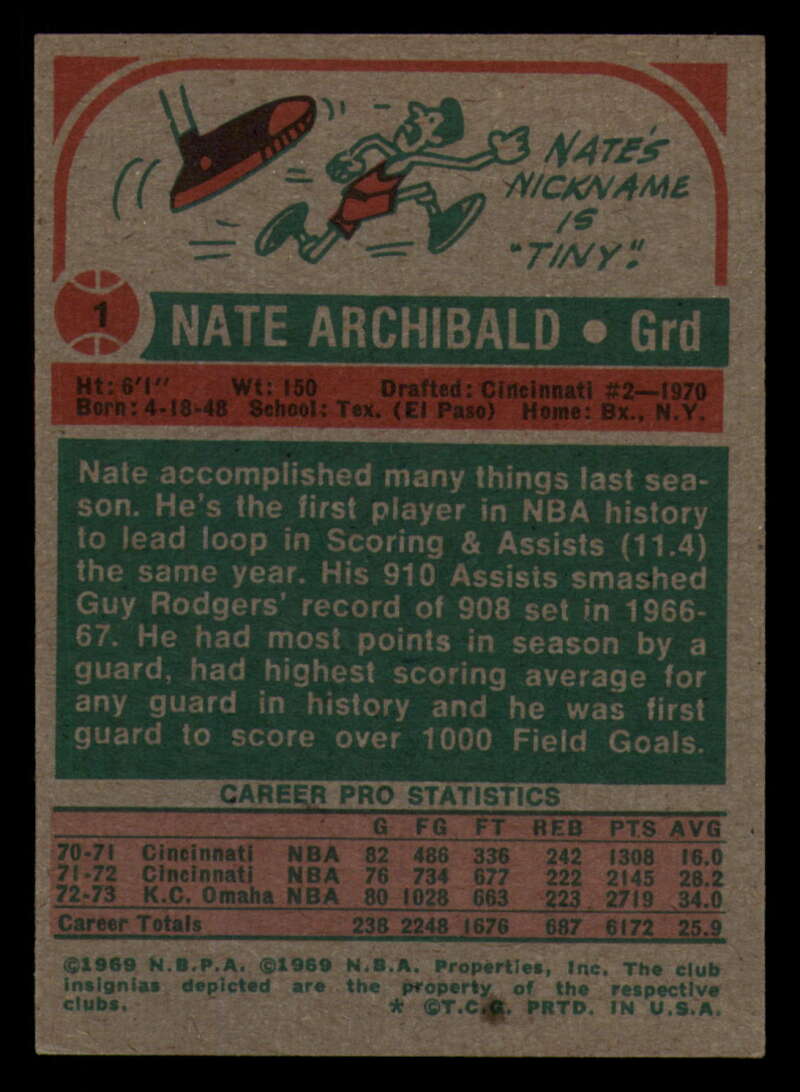 NATE'S
NICKNAME
IS
"TINY".
1
NATE ARCHIBALD • Grd
Ht: 6'1" Wt: 150 Drafted: Cincinnati #2—1970
Born: 4-18-48 School: Tex. (El Paso) Home: Bx., N.Y.
Nate accomplished many things last sea-
son. He's the first player in NBA history
to lead loop in Scoring & Assists (11.4)
the same year. His 910 Assists smashed
Guy Rodgers' record of 908 set in 1966-
67. He had most points in season by a
guard, had highest scoring average for
any guard in history and he was first
guard to score over 1000 Field Goals.
CAREER PRO STATISTICS
G FG FT REB PTS AVG
70-71 Cincinnati NBA 82 486 336 242 1308 16.0
71-72 Cincinnati NBA 76 734 677 222 2145 28.2
72-73 K.C. Omaha NBA 80 1028 663 223 2719 34.0
Career Totals 238 2248 1676 687 6172 25.9
©1969 N.B.P.A. ©1969 N.B.A. Properties, Inc. The club
insignias depicted are the property of the respective
clubs. * ©T.C.G. PRTD. IN U.S.A.